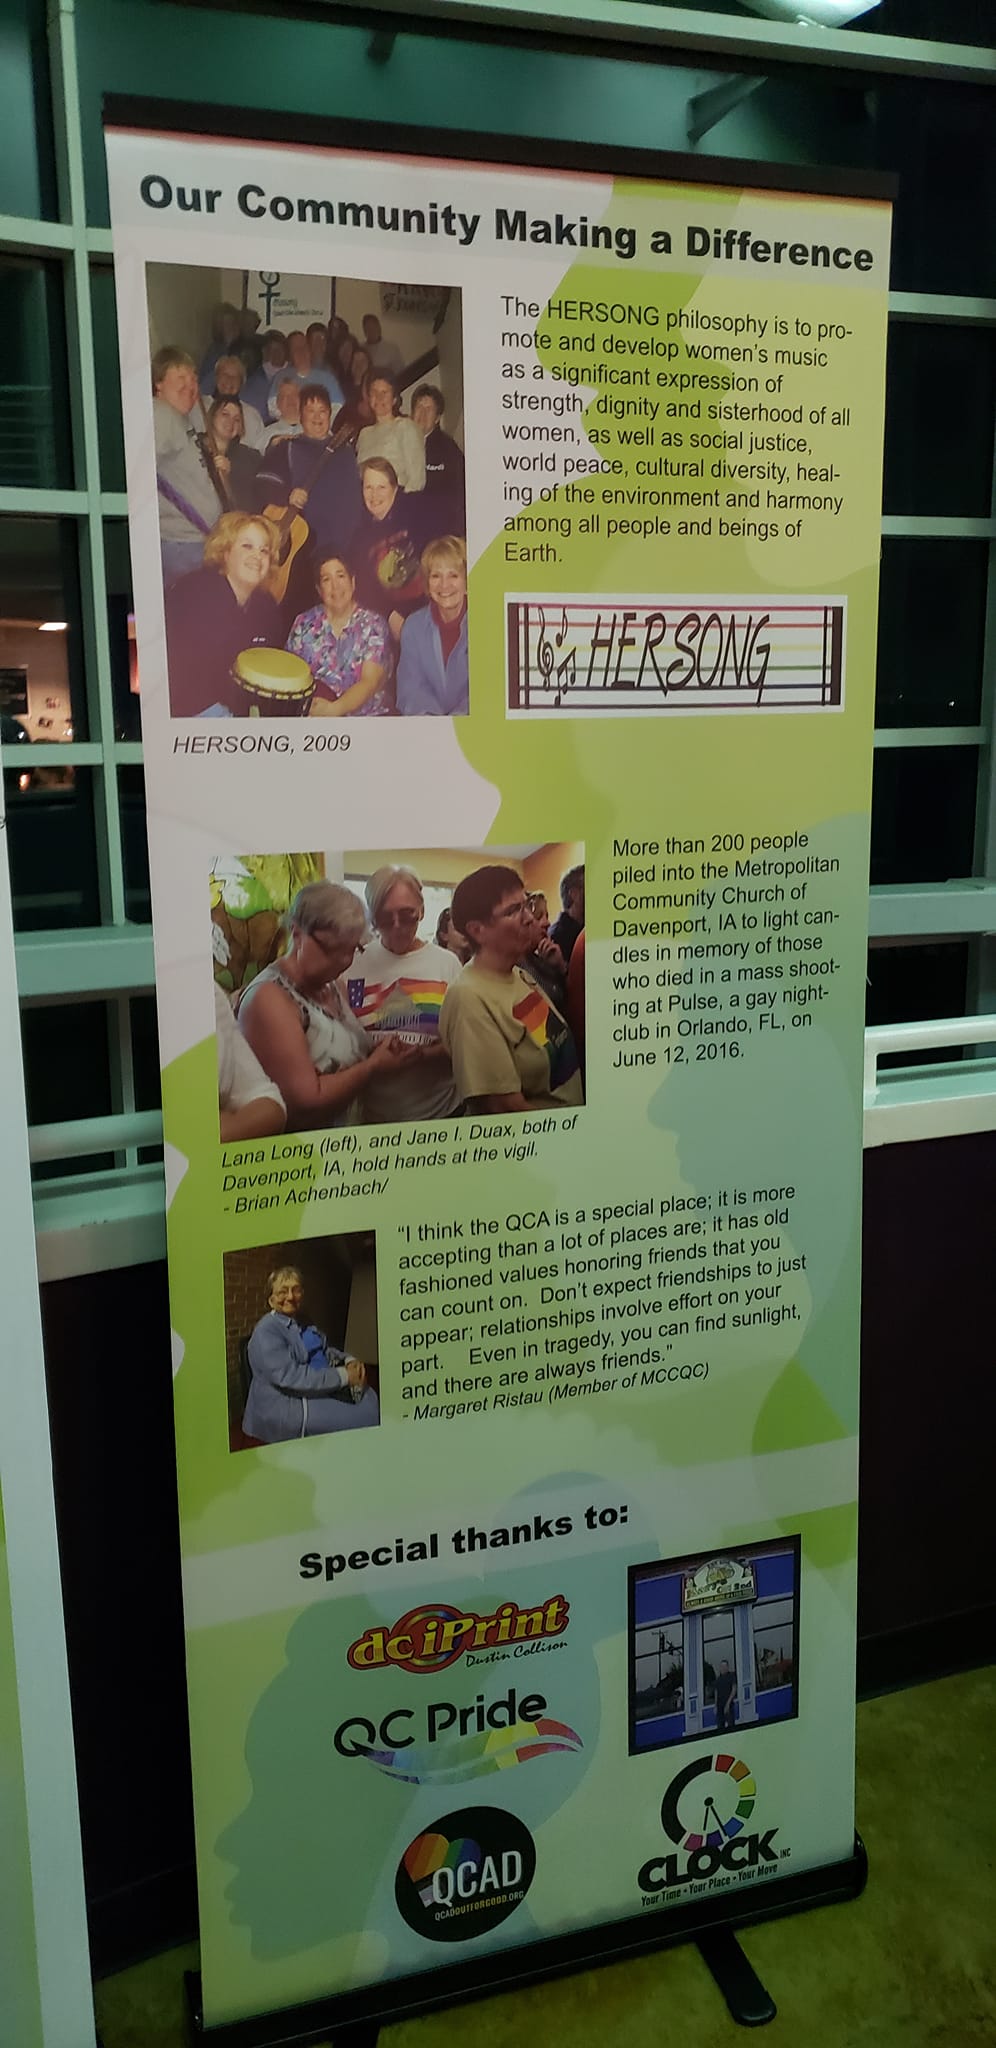 Our Community Making a Difference
The HERSONG philosophy is to pro-
mote and develop women's music
as a significant expression of
strength, dignity and sisterhood of all
women, as well as social justice,
world peace, cultural diversity, heal-
ing of the environment and harmony
among all people and beings of
Earth.
HERSONG
HERSONG, 2009
More than 200 people
piled into the Metropolitan
Community Church of
Davenport, IA to light can-
dles in memory of those
who died in a mass shoot-
ing at Pulse, a gay night-
club in Orlando, FL, on
June 12, 2016.
Lana Long (left), and Jane I. Duax, both of
Davenport, IA, hold hands at the vigil.
- Brian Achenbach/
"I think the QCA is a special place; it is more
accepting than a lot of places are; it has old
fashioned values honoring friends that you
can count on. Don't expect friendships to just
appear; relationships involve effort on your
part. Even in tragedy, you can find sunlight,
and there are always friends."
- Margaret Ristau (Member of MCCQC)
Special thanks to:
dc iPrint
Dustin Collison
QC Pride
QCAD
QCADOUTFORGOOD.ORG
CLOCK INC
Your Time • Your Place • Your Move